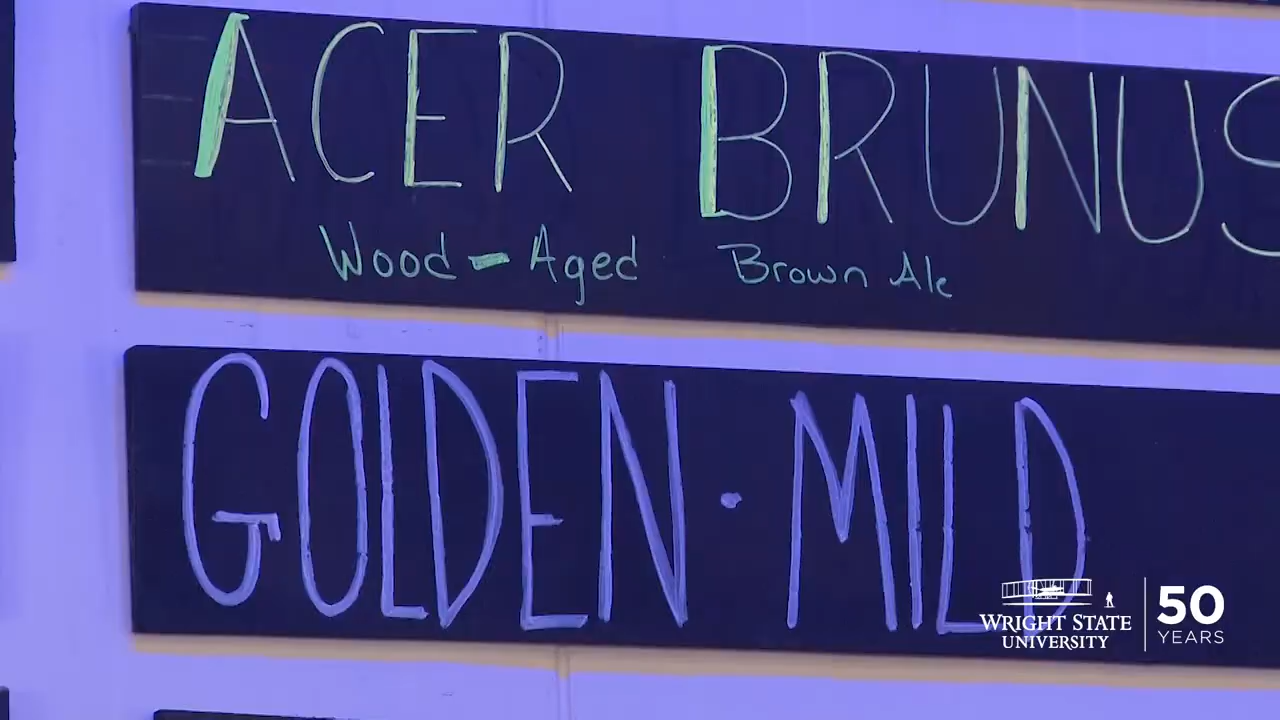 ACER BRUNUS
Wood-Aged Brown Ale
GOLDEN·MILD
WRIGHT STATE
UNIVERSITY
50
YEARS